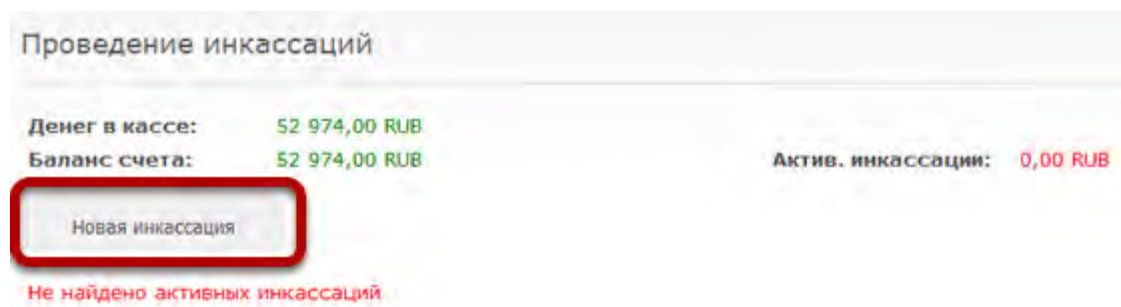 Проведение инкассаций
Денег в кассе: 52 974,00 RUB
Баланс счета: 52 974,00 RUB Актив. инкассации: 0,00 RUB
Новая инкассация
Не найдено активных инкассаций